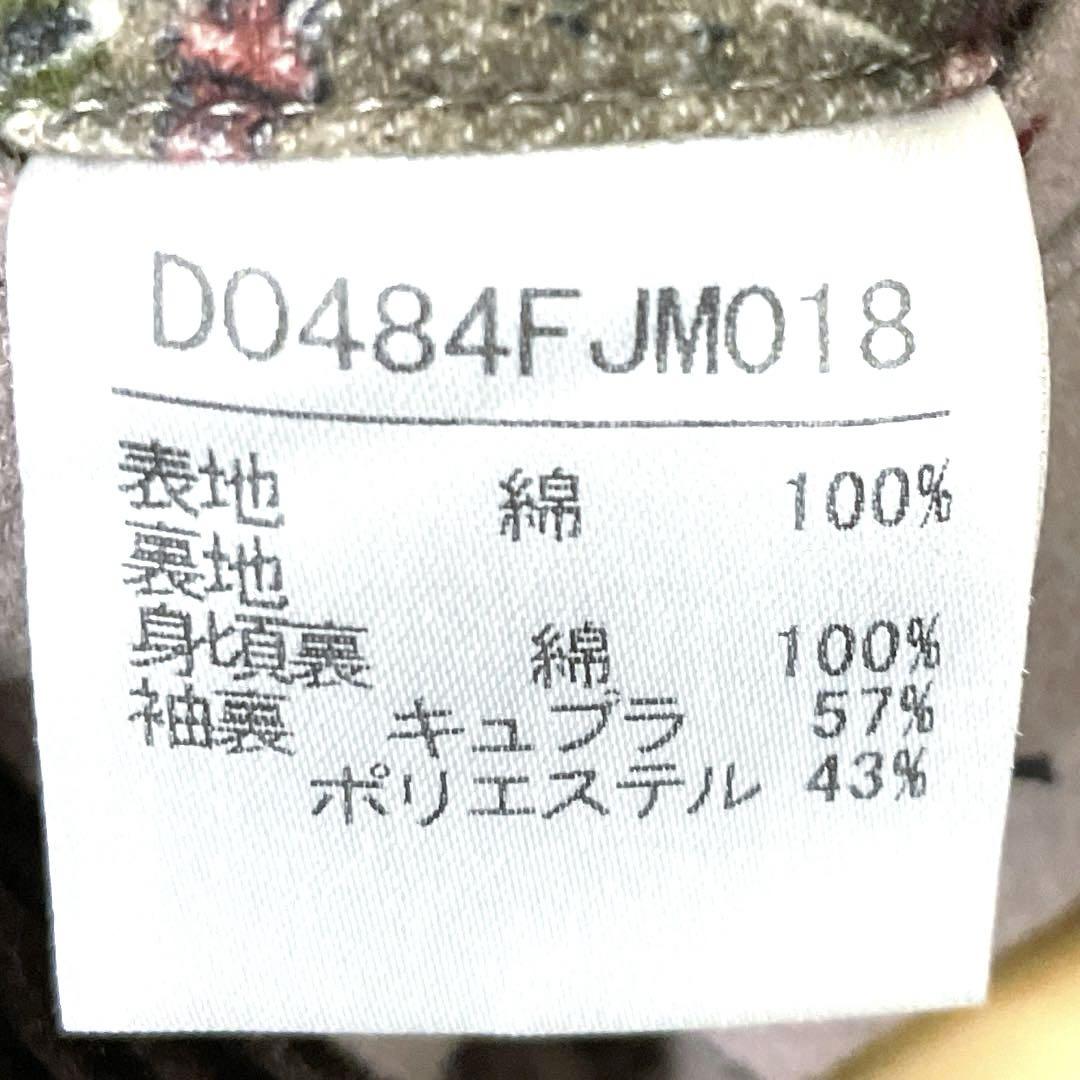 D0484FJM018
表地 綿 100%
裏地
身頃裏 綿 100%
袖裏 キュプラ 57%
ポリエステル 43%